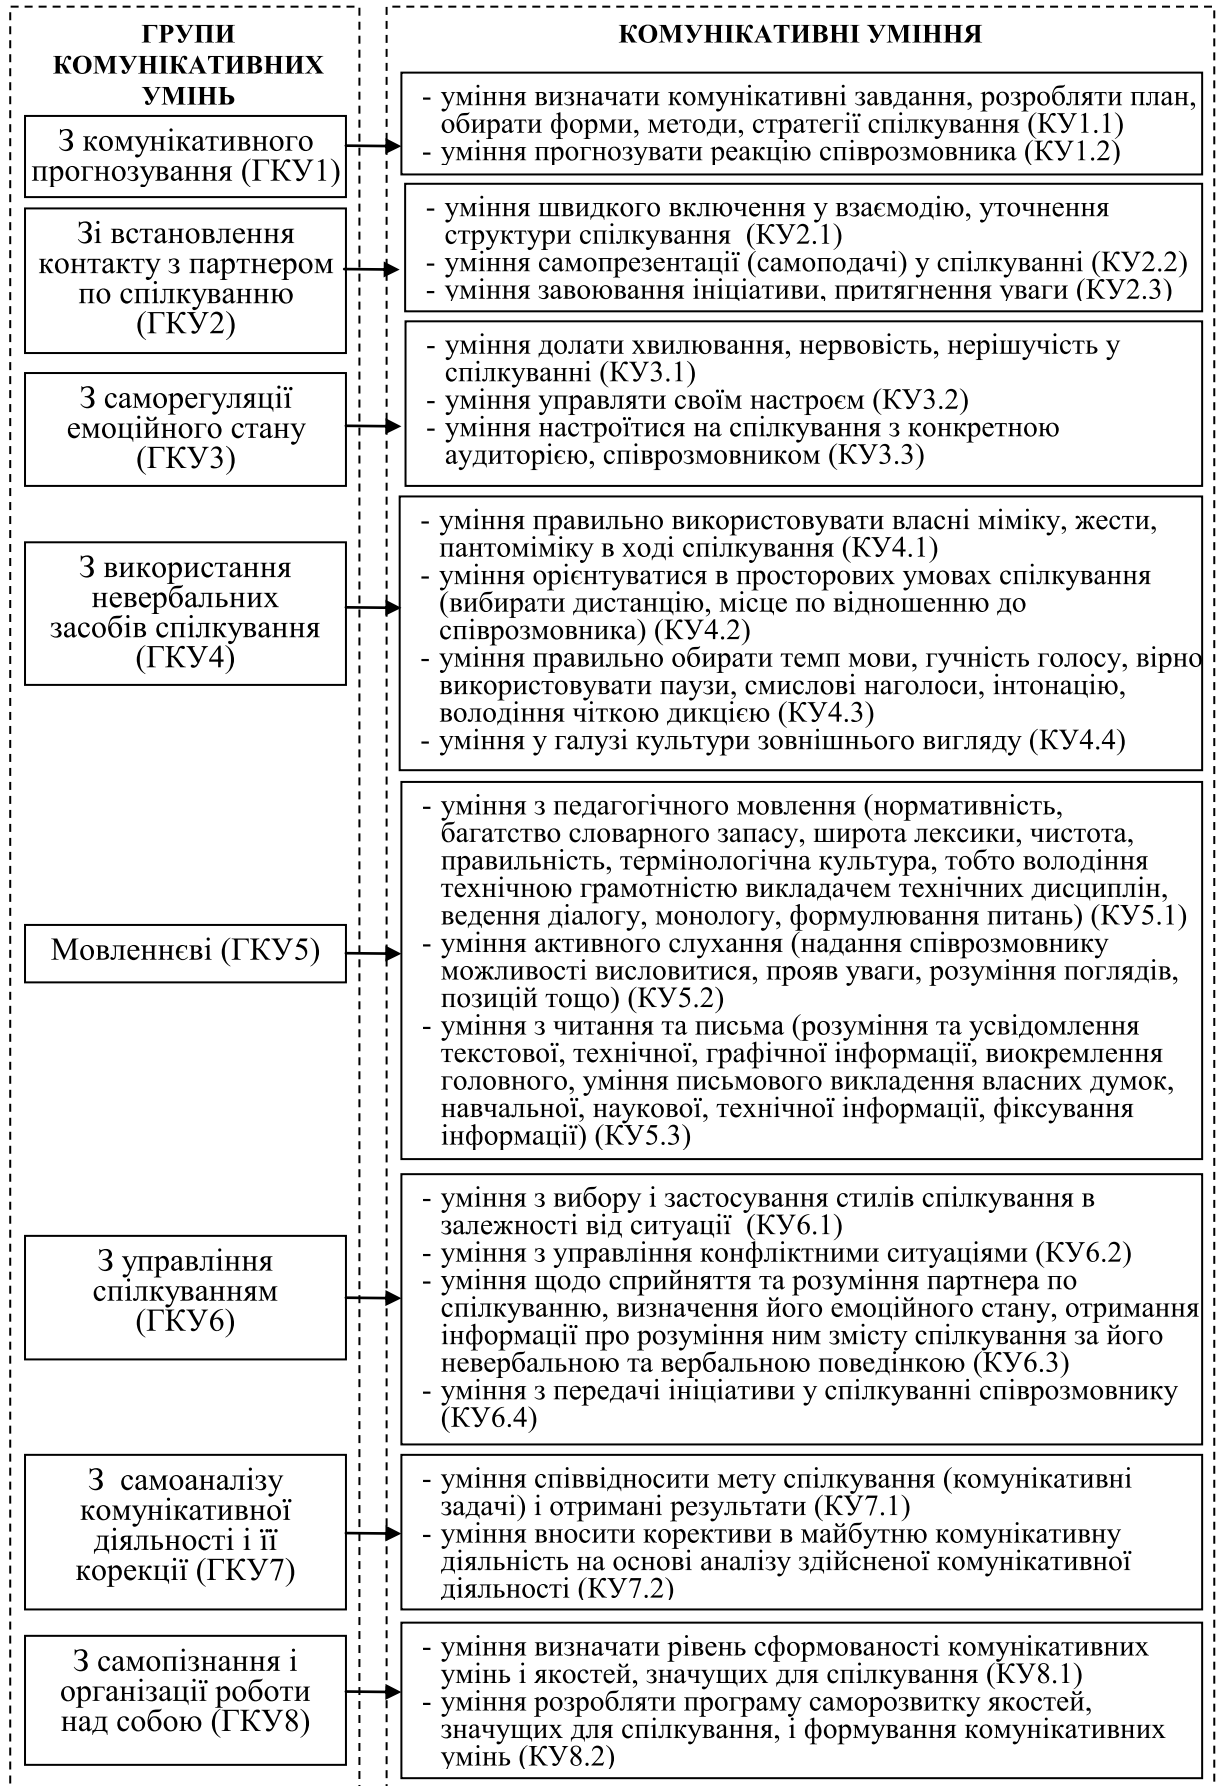 ГРУПИ
КОМУНІКАТИВНИХ
УМІНЬ
КОМУНІКАТИВНІ УМІННЯ
З комунікативного
прогнозування (ГКУ1)
- уміння визначати комунікативні завдання, розробляти план,
обирати форми, методи, стратегії спілкування (КУ1.1)
- уміння прогнозувати реакцію співрозмовника (КУ1.2)
Зі встановлення
контакту з партнером
по спілкуванню
(ГКУ2)
- уміння швидкого включення у взаємодію, уточнення
структури спілкування (КУ2.1)
- уміння самопрезентації (самоподачі) у спілкуванні (КУ2.2)
- уміння завоювання ініціативи, притягнення уваги (КУ2.3)
З саморегуляції
емоційного стану
(ГКУ3)
- уміння долати хвилювання, нервовість, нерішучість у
спілкуванні (КУ3.1)
- уміння управляти своїм настроєм (КУ3.2)
- уміння настроїтися на спілкування з конкретною
аудиторією, співрозмовником (КУ3.3)
З використання
невербальних
засобів спілкування
(ГКУ4)
- уміння правильно використовувати власні міміку, жести,
пантоміміку в ході спілкування (КУ4.1)
- уміння орієнтуватися в просторових умовах спілкування
(вибирати дистанцію, місце по відношенню до
співрозмовника) (КУ4.2)
- уміння правильно обирати темп мови, гучність голосу, вірно
використовувати паузи, смислові наголоси, інтонацію,
володіння чіткою дикцією (КУ4.3)
- уміння у галузі культури зовнішнього вигляду (КУ4.4)
Мовленнєві (ГКУ5)
- уміння з педагогічного мовлення (нормативність,
багатство словарного запасу, широта лексики, чистота,
правильність, термінологічна культура, тобто володіння
технічною грамотністю викладачем технічних дисциплін,
ведення діалогу, монологу, формулювання питань) (КУ5.1)
- уміння активного слухання (надання співрозмовнику
можливості висловитися, прояв уваги, розуміння поглядів,
позицій тощо) (КУ5.2)
- уміння з читання та письма (розуміння та усвідомлення
текстової, технічної, графічної інформації, виокремлення
головного, уміння письмового викладення власних думок,
навчальної, наукової, технічної інформації, фіксування
інформації) (КУ5.3)
З управління
спілкуванням
(ГКУ6)
- уміння з вибору і застосування стилів спілкування в
залежності від ситуації (КУ6.1)
- уміння з управління конфліктними ситуаціями (КУ6.2)
- уміння щодо сприйняття та розуміння партнера по
спілкуванню, визначення його емоційного стану, отримання
інформації про розуміння ним змісту спілкування за його
невербальною та вербальною поведінкою (КУ6.3)
- уміння з передачі ініціативи у спілкуванні співрозмовнику
(КУ6.4)
З самоаналізу
комунікативної
діяльності і її
корекції (ГКУ7)
- уміння співвідносити мету спілкування (комунікативні
задачі) і отримані результати (КУ7.1)
- уміння вносити корективи в майбутню комунікативну
діяльність на основі аналізу здійсненої комунікативної
діяльності (КУ7.2)
З самопізнання і
організації роботи
над собою (ГКУ8)
- уміння визначати рівень сформованості комунікативних
умінь і якостей, значущих для спілкування (КУ8.1)
- уміння розробляти програму саморозвитку якостей,
значущих для спілкування, і формування комунікативних
умінь (КУ8.2)